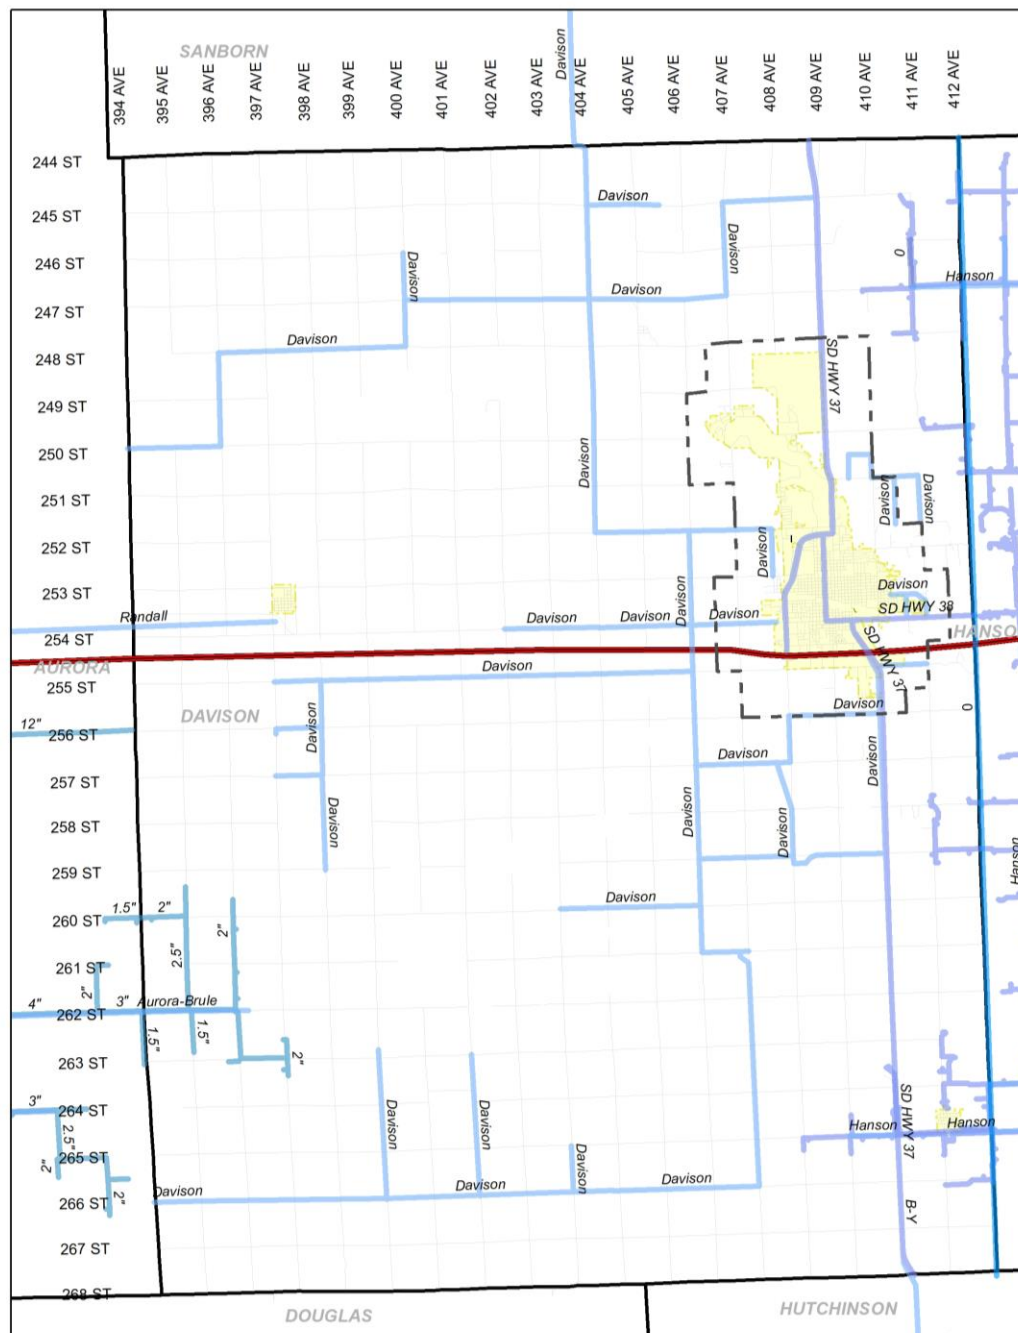 SANBORN
Davison
394 AVE
395 AVE
396 AVE
397 AVE
398 AVE
399 AVE
400 AVE
401 AVE
402 AVE
403 AVE
404 AVE
405 AVE
406 AVE
407 AVE
408 AVE
409 AVE
410 AVE
411 AVE
412 AVE
244 ST
Davison
245 ST
Davison
246 ST
Davison
0
Hanson
Davison
247 ST
Davison
248 ST
SD HWY 37
249 ST
250 ST
Davison
Davison
Davison
251 ST
252 ST
Davison
253 ST
Davison
Davison
SD HWY 38
Randall
Davison
Davison
Davison
254 ST
HANSO
SD HWY 37
AURORA
Davison
255 ST
DAVISON
Davison
Davison
0
12"
256 ST
Davison
Davison
257 ST
Davison
258 ST
Davison
Davison
259 ST
Hanson
Davison
1.5"
2"
260 ST
2"
2.5"
261 ST
2"
4"
3"
Aurora-Brule
262 ST
1.5"
1.5"
263 ST
2"
3"
264 ST
SD HWY 37
Hanson
Hanson
2.5"
Davison
Davison
265 ST
2"
Davison
2"
Davison
Davison
Davison
266 ST
B-Y
267 ST
268 ST
DOUGLAS
HUTCHINSON